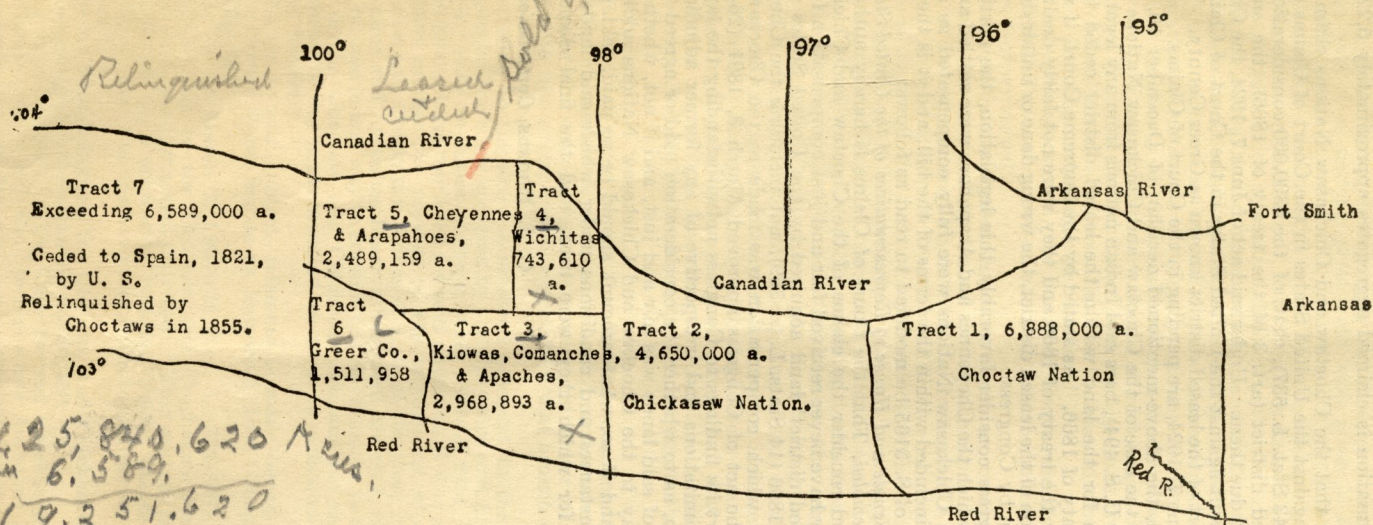 Relinquished
Leased
+
ceded
sold
100°
98°
97°
96°
95°
104°
Canadian River
Arkansas River
Fort Smith
Tract 7
Exceeding 6,589,000 a.
Ceded to Spain, 1821,
by U. S.
Relinquished by
Choctaws in 1855.
Tract 5, Cheyennes
& Arapahoes,
2,489,159 a.
Tract
4,
Wichitas
743,610
a.
X
Canadian River
Arkansas
Tract
6 L
Greer Co.,
1,511,958
Tract 3,
Kiowas, Comanches,
& Apaches,
2,968,893 a.
X
Tract 2,
4,650,000 a.
Chickasaw Nation.
Tract 1, 6,888,000 a.
Choctaw Nation
103°
Red River
Red R.
Red River
25,840,620 Acres,
6,589.
19,251.620